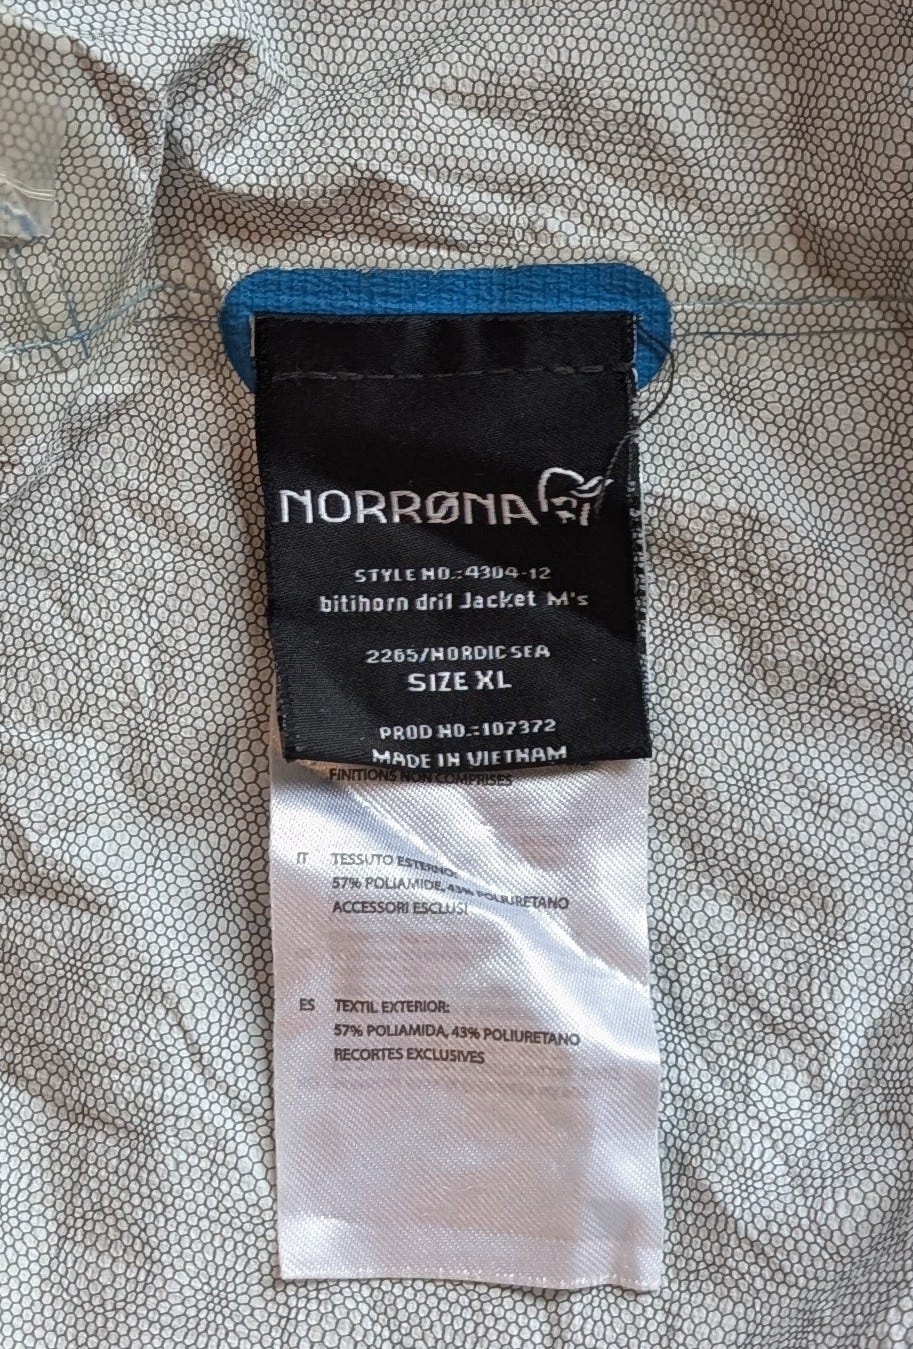 NORRØNA
STYLE NO.:4304-12
bitihorn dri1 Jacket M's
2265/NORDIC SEA
SIZE XL
PROD NO.:107372
MADE IN VIETNAM
FINITIONS NON COMPRISES
IT TESSUTO ESTERNO:
57% POLIAMIDE, 43% POLIURETANO
ACCESSORI ESCLUSI
ES TEXTIL EXTERIOR:
57% POLIAMIDA, 43% POLIURETANO
RECORTES EXCLUSIVES